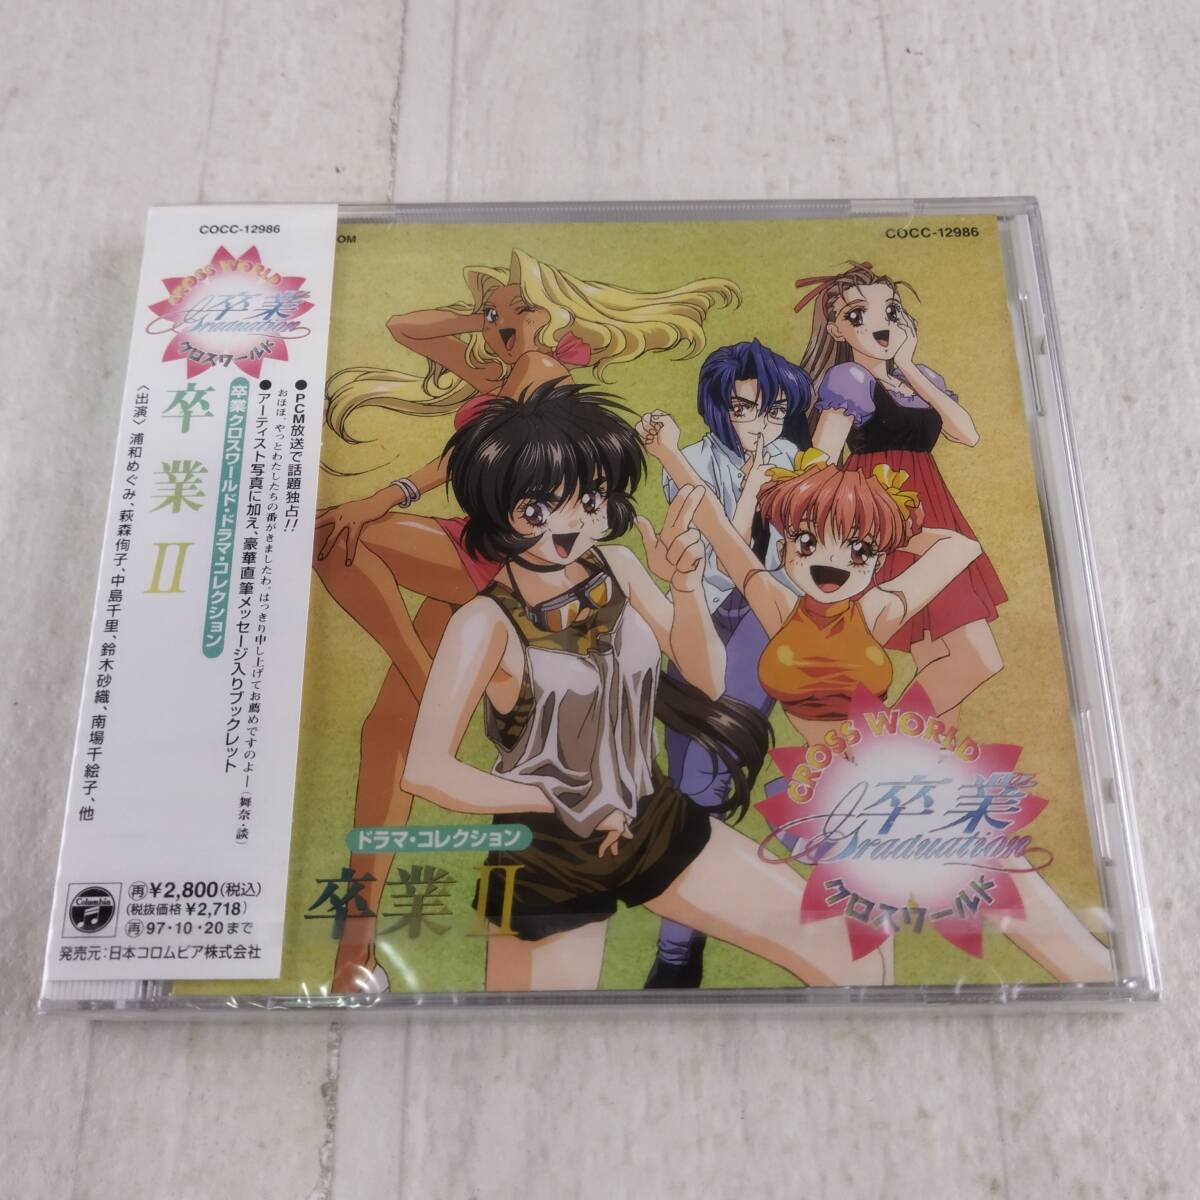 COCC-12986
CROSS WORLD
卒業
Graduation
クロスワールド
卒業 II
〈出演〉浦和めぐみ、萩森侚子、中島千里、鈴木砂織、南場千絵子、他
卒業クロスワールド・ドラマ・コレクション
●PCM放送で話題独占!!
おほほ、やっとわたしたちの番がきましたわ、はっきり申し上げてお薦めですのよー(舞奈・談)
●アーティスト写真に加え、豪華直筆メッセージ入りブックレット
Columbia
再¥2,800(税込)
(税抜価格 ¥2,718)
再97・10・20まで
発売元:日本コロムビア株式会社
OM
COCC-12986
ドラマ・コレクション
卒業 II
CROSS WORLD
卒業
Graduation
クロスワールド